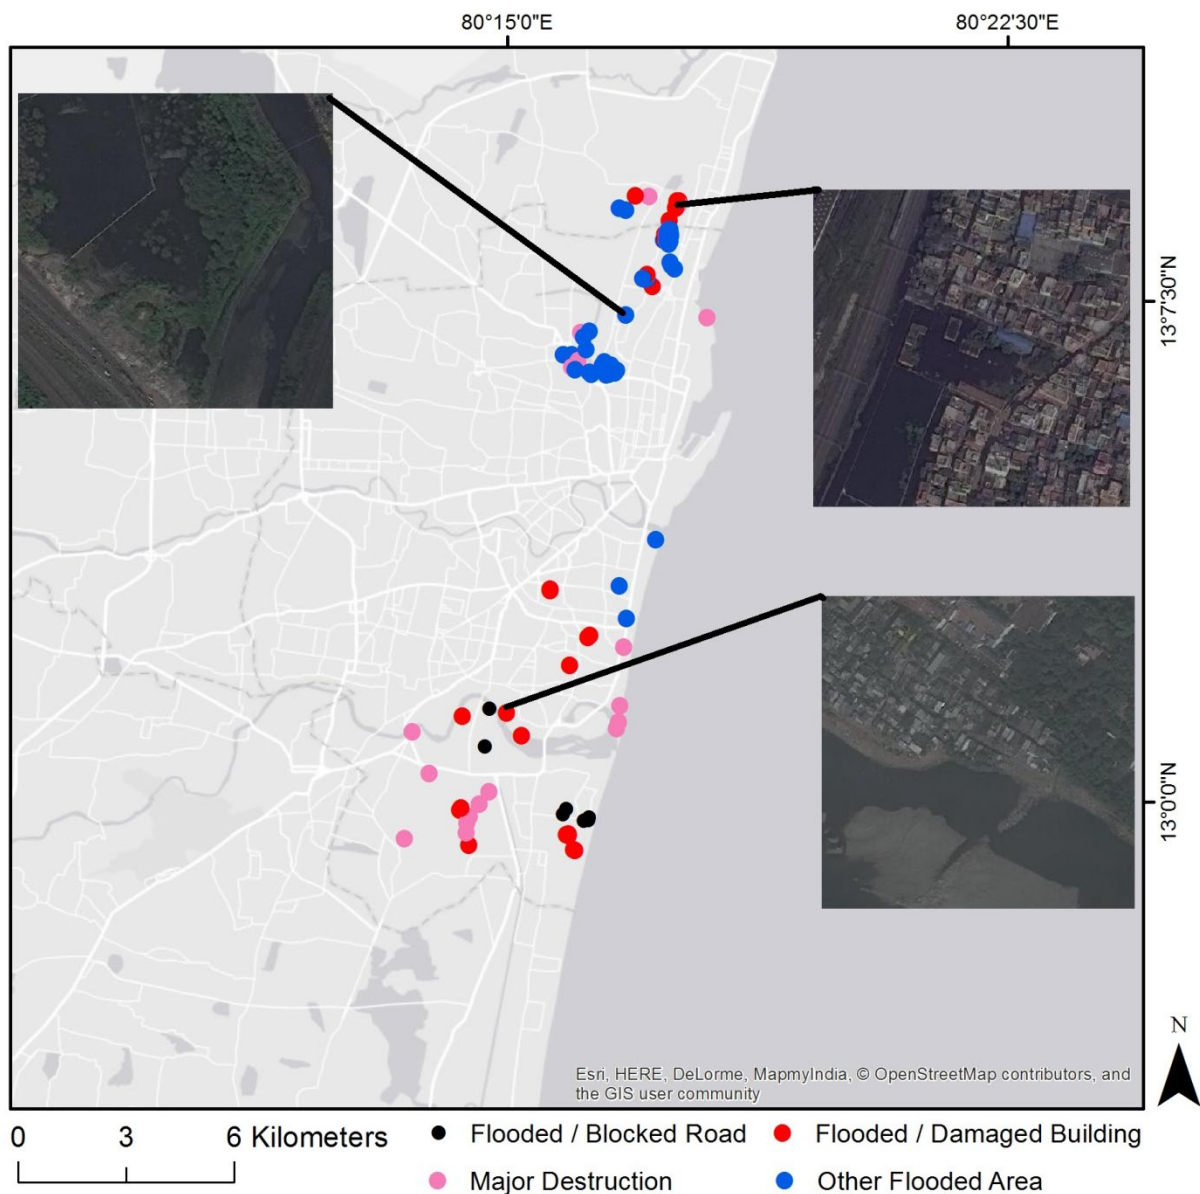 80°15'0"E
80°22'30"E
13°7'30"N
13°0'0"N
N
Esri, HERE, DeLorme, MapmyIndia, © OpenStreetMap contributors, and
the GIS user community
0 3 6 Kilometers
Flooded / Blocked Road
Flooded / Damaged Building
Major Destruction
Other Flooded Area